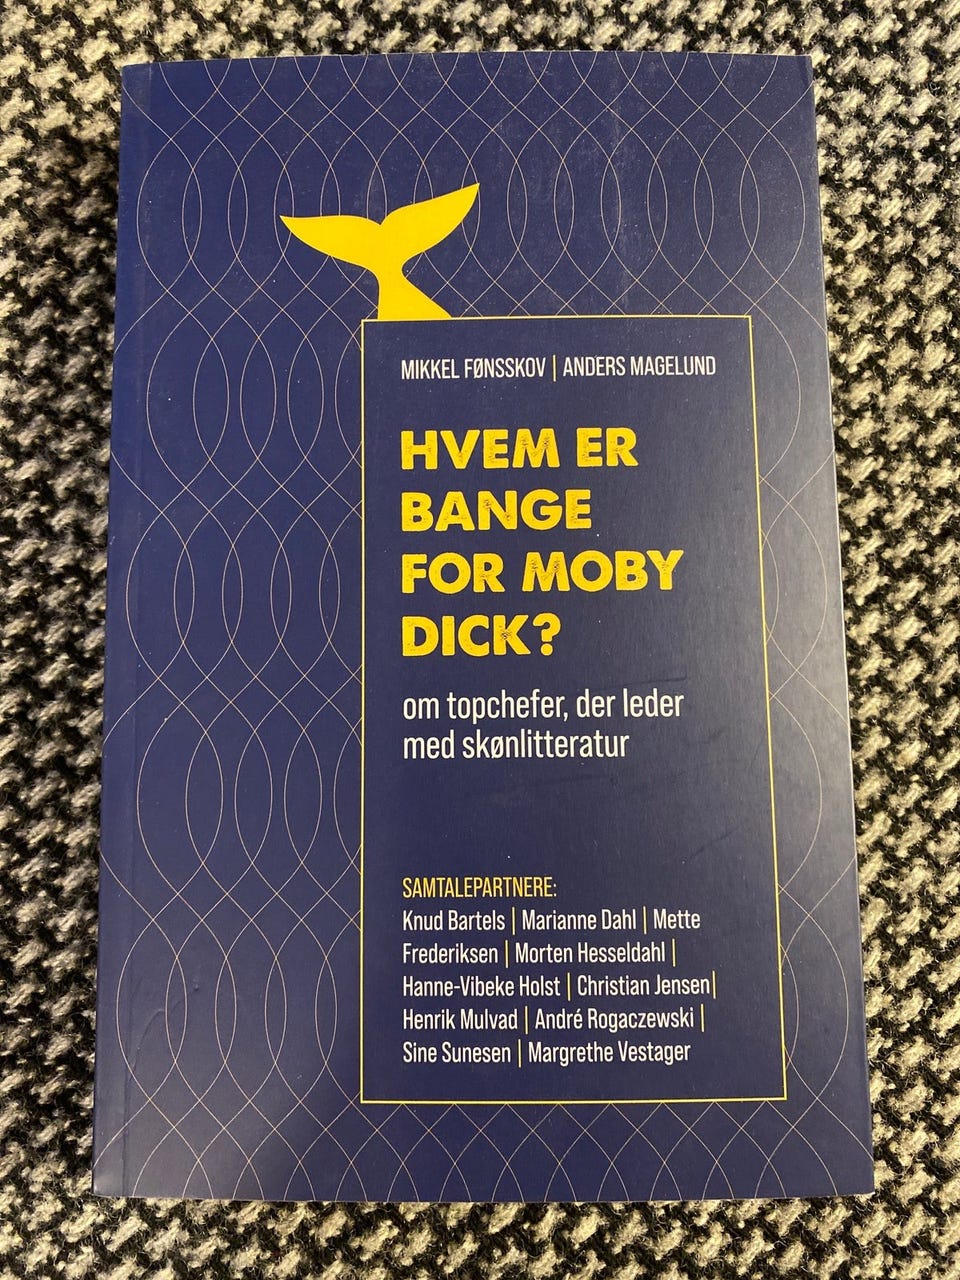 MIKKEL FØNSSKOV | ANDERS MAGELUND
HVEM ER
BANGE
FOR MOBY
DICK?
om topchefer, der leder
med skønlitteratur
SAMTALEPARTNERE:
Knud Bartels | Marianne Dahl | Mette
Frederiksen | Morten Hesseldahl |
Hanne-Vibeke Holst | Christian Jensen|
Henrik Mulvad | André Rogaczewski |
Sine Sunesen | Margrethe Vestager